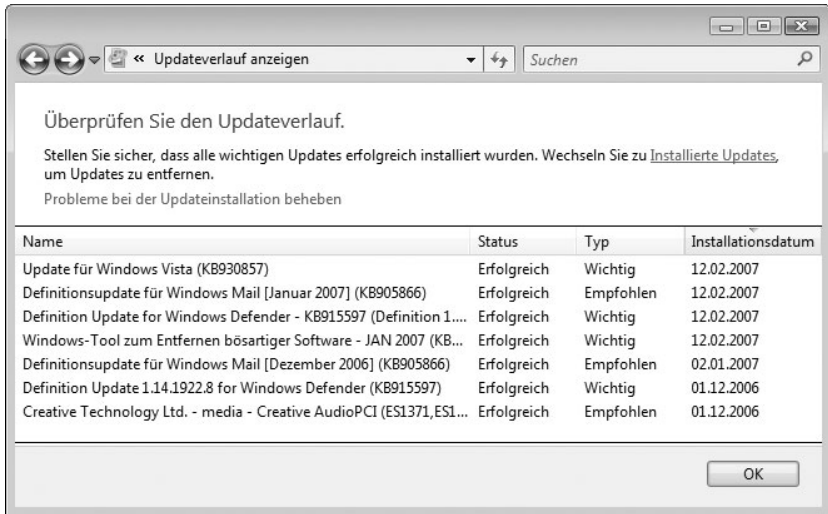 « Updateverlauf anzeigen Suchen
Überprüfen Sie den Updateverlauf.
Stellen Sie sicher, dass alle wichtigen Updates erfolgreich installiert wurden. Wechseln Sie zu Installierte Updates,
um Updates zu entfernen.
Probleme bei der Updateinstallation beheben
Name Status Typ Installationsdatum
Update für Windows Vista (KB930857) Erfolgreich Wichtig 12.02.2007
Definitionsupdate für Windows Mail [Januar 2007] (KB905866) Erfolgreich Empfohlen 12.02.2007
Definition Update for Windows Defender - KB915597 (Definition 1.... Erfolgreich Wichtig 12.02.2007
Windows-Tool zum Entfernen bösartiger Software - JAN 2007 (KB... Erfolgreich Wichtig 12.02.2007
Definitionsupdate für Windows Mail [Dezember 2006] (KB905866) Erfolgreich Empfohlen 02.01.2007
Definition Update 1.14.1922.8 for Windows Defender (KB915597) Erfolgreich Wichtig 01.12.2006
Creative Technology Ltd. - media - Creative AudioPCI (ES1371,ES1... Erfolgreich Empfohlen 01.12.2006
OK